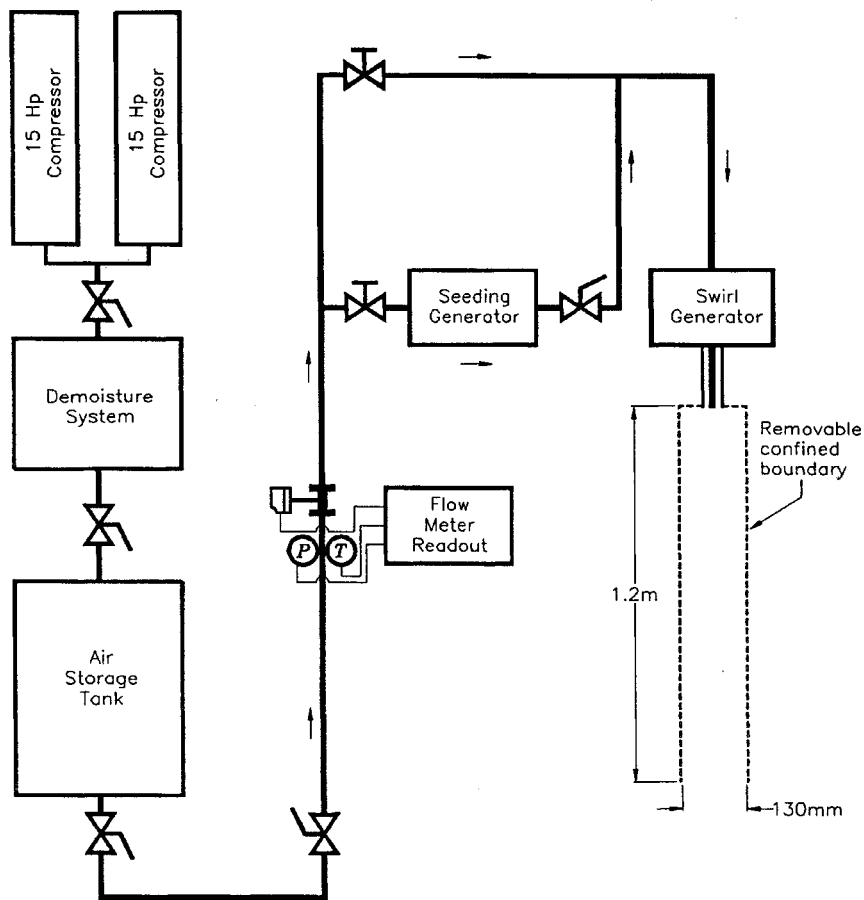 15 Hp
Compressor
15 Hp
Compressor
Seeding
Generator
Swirl
Generator
Demoisture
System
Removable
confined
boundary
Flow
Meter
Readout
P
T
1.2m
Air
Storage
Tank
130mm